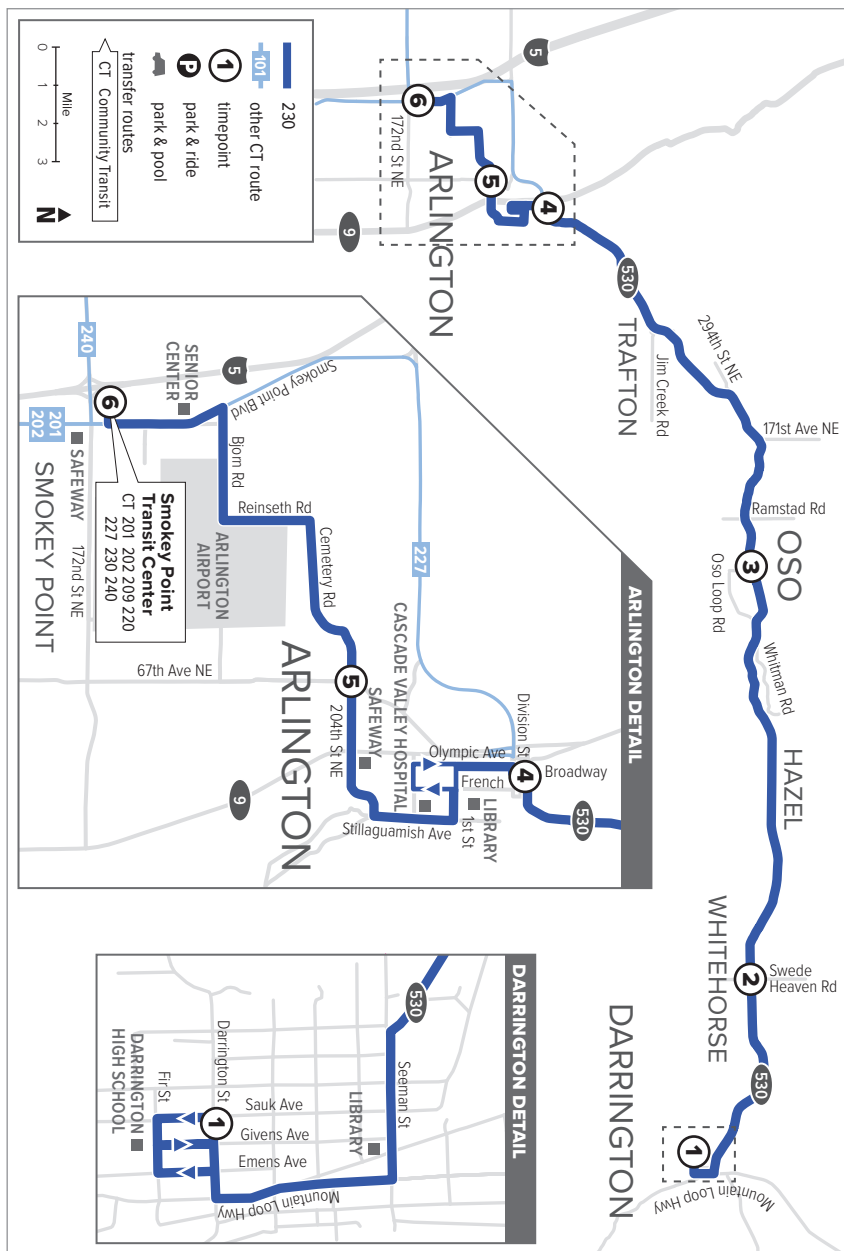 230
101
other CT route
1
timepoint
P
park & ride
park & pool
transfer routes
CT Community Transit
0 1 2 3
Mile
N
5
6
172nd St NE
ARLINGTON
5
4
9
530
TRAFTON
Jim Creek Rd
294th St NE
171st Ave NE
Ramstad Rd
OSO
3
Oso Loop Rd
Whitman Rd
HAZEL
WHITEHORSE
2
Swede
Heaven Rd
DARRINGTON
530
1
Mountain Loop Hwy
ARLINGTON DETAIL
240
SENIOR
CENTER
5
Smokey Point Blvd
6
201
202
SAFEWAY
SMOKEY POINT
172nd St NE
Smokey Point
Transit Center
CT 201 202 209 220
227 230 240
Bjorn Rd
Reinseth Rd
ARLINGTON
AIRPORT
Cemetery Rd
227
67th Ave NE
ARLINGTON
5
204th St NE
SAFEWAY
CASCADE VALLEY HOSPITAL
Division St
Olympic Ave
4
Broadway
French
LIBRARY
1st St
Stillaguamish Ave
530
9
DARRINGTON DETAIL
530
Seeman St
LIBRARY
Darrington St
Fir St
DARRINGTON
HIGH SCHOOL
1
Sauk Ave
Givens Ave
Emens Ave
Mountain Loop Hwy